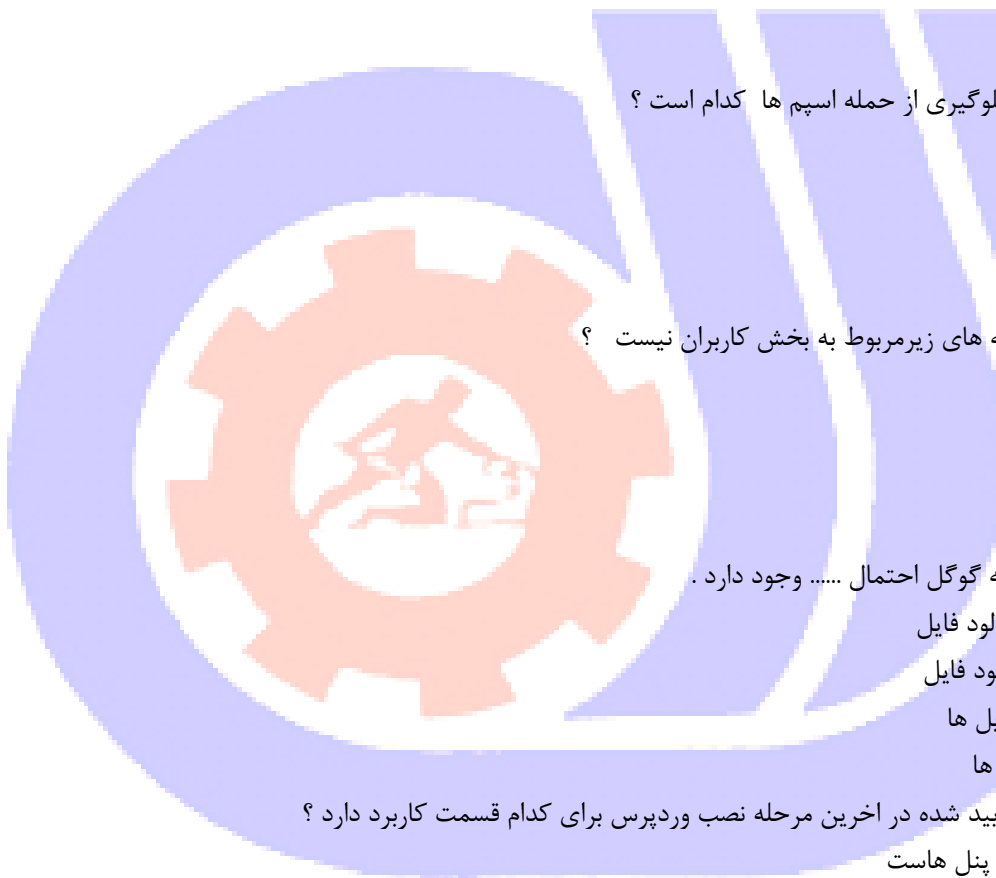 لوگیری از حمله اسپم ها کدام است ؟
ه های زیرمربوط به بخش کاربران نیست ؟
ه گوگل احتمال ...... وجود دارد .
لود فایل
ود فایل
یل ها
ها
یید شده در اخرین مرحله نصب وردپرس برای کدام قسمت کاربرد دارد ؟
پنل هاست